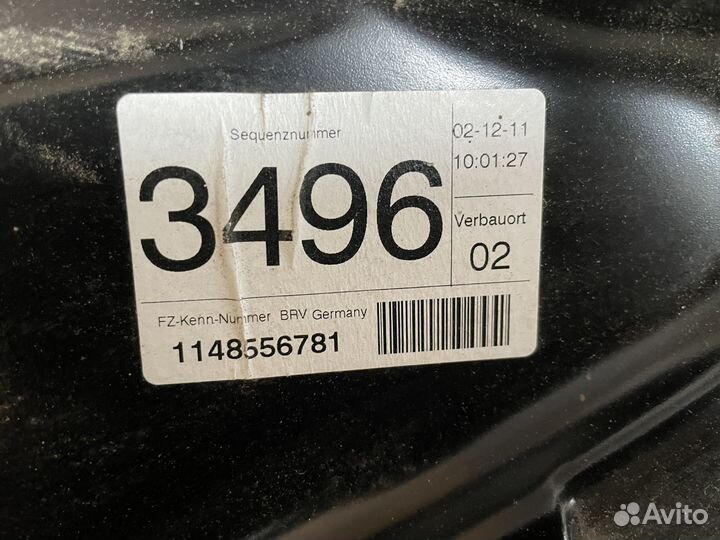 Sequenznummer
3496
02-12-11
10:01:27
Verbauort
02
FZ-Kenn-Nummer BRV Germany
1148556781
Avito